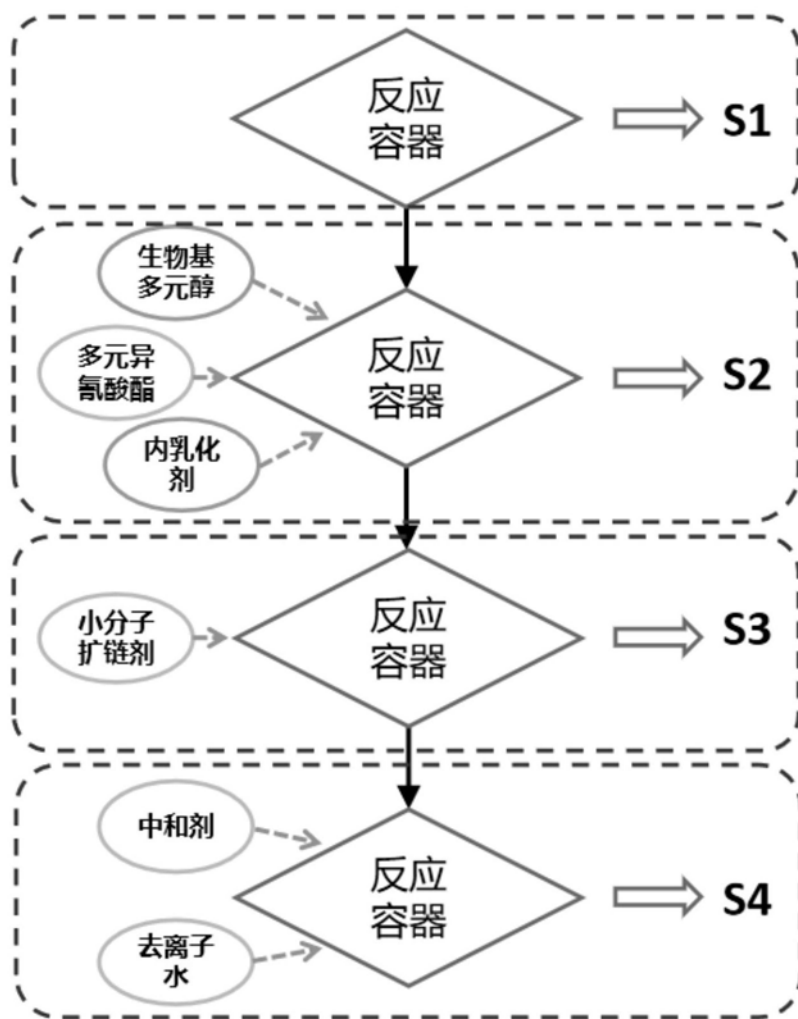 反应
容器
S1
生物基
多元醇
多元异
氰酸酯
内乳化
剂
反应
容器
S2
小分子
扩链剂
反应
容器
S3
中和剂
去离子
水
反应
容器
S4